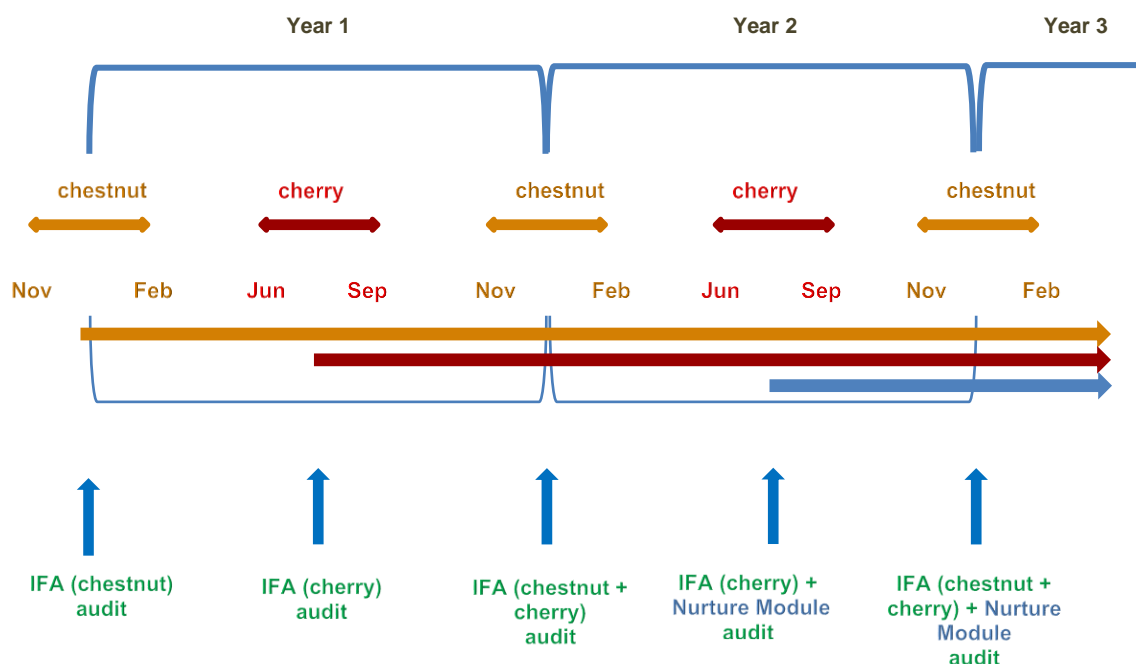 Year 1
Year 2
Year 3
chestnut
cherry
chestnut
cherry
chestnut
Nov
Feb
Jun
Sep
Nov
Feb
Jun
Sep
Nov
Feb
IFA (chestnut)
audit
IFA (cherry)
audit
IFA (chestnut +
cherry)
audit
IFA (cherry) +
Nurture Module
audit
IFA (chestnut +
cherry) + Nurture
Module
audit